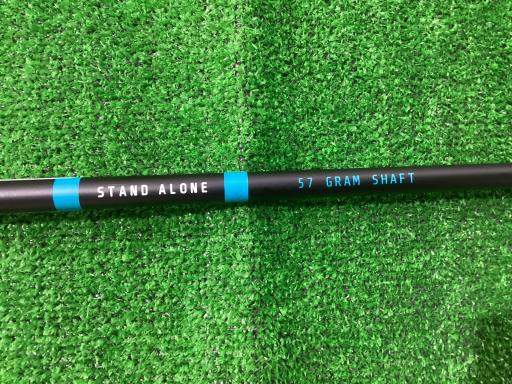 STAND ALONE 57 GRAM SHAFT